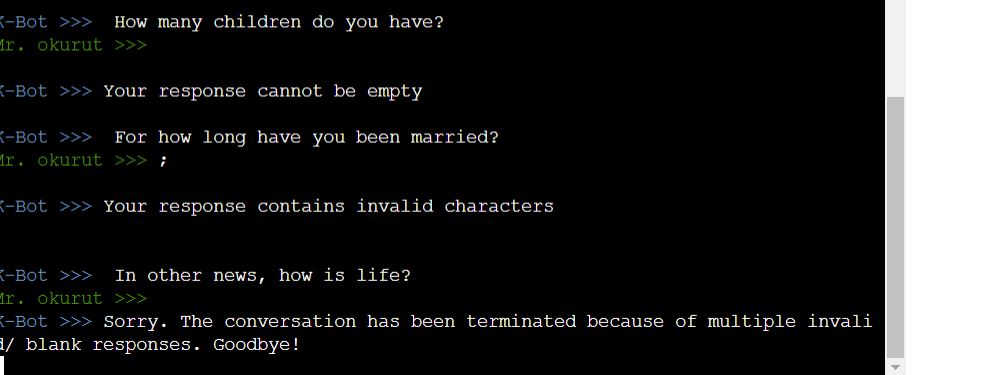 K-Bot >>>  How many children do you have?
Mr. okurut >>>
K-Bot >>> Your response cannot be empty
K-Bot >>>  For how long have you been married?
Mr. okurut >>> ;
K-Bot >>> Your response contains invalid characters
K-Bot >>>  In other news, how is life?
Mr. okurut >>>
K-Bot >>> Sorry. The conversation has been terminated because of multiple invali
d/ blank responses. Goodbye!